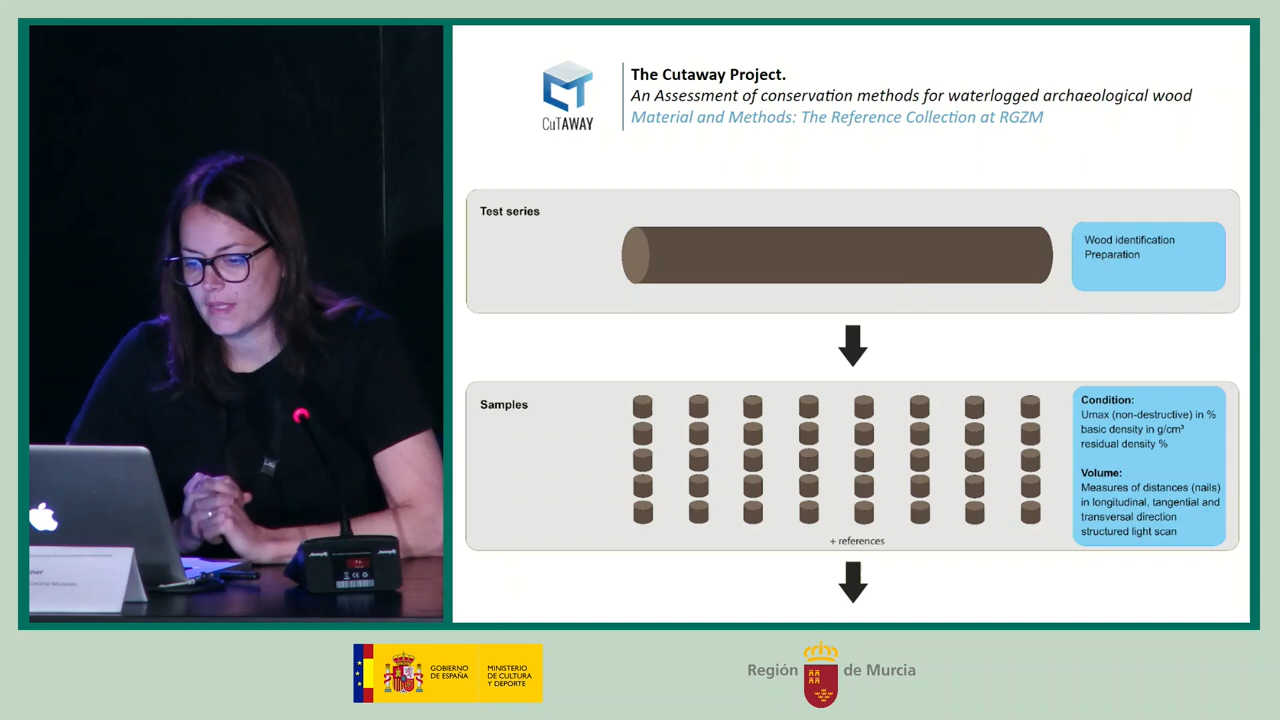 The Cutaway Project.
An Assessment of conservation methods for waterlogged archaeological wood
Material and Methods: The Reference Collection at RGZM
CuTAWAY
Test series
Wood identification
Preparation
Samples
Condition:
Umax (non-destructive) in %
basic density in g/cm³
residual density %
Volume:
Measures of distances (nails)
in longitudinal, tangential and
transversal direction
structured light scan
+ references
ner
Central Museum
GOBIERNO
DE ESPAÑA
MINISTERIO
DE CULTURA
Y DEPORTE
Región de Murcia